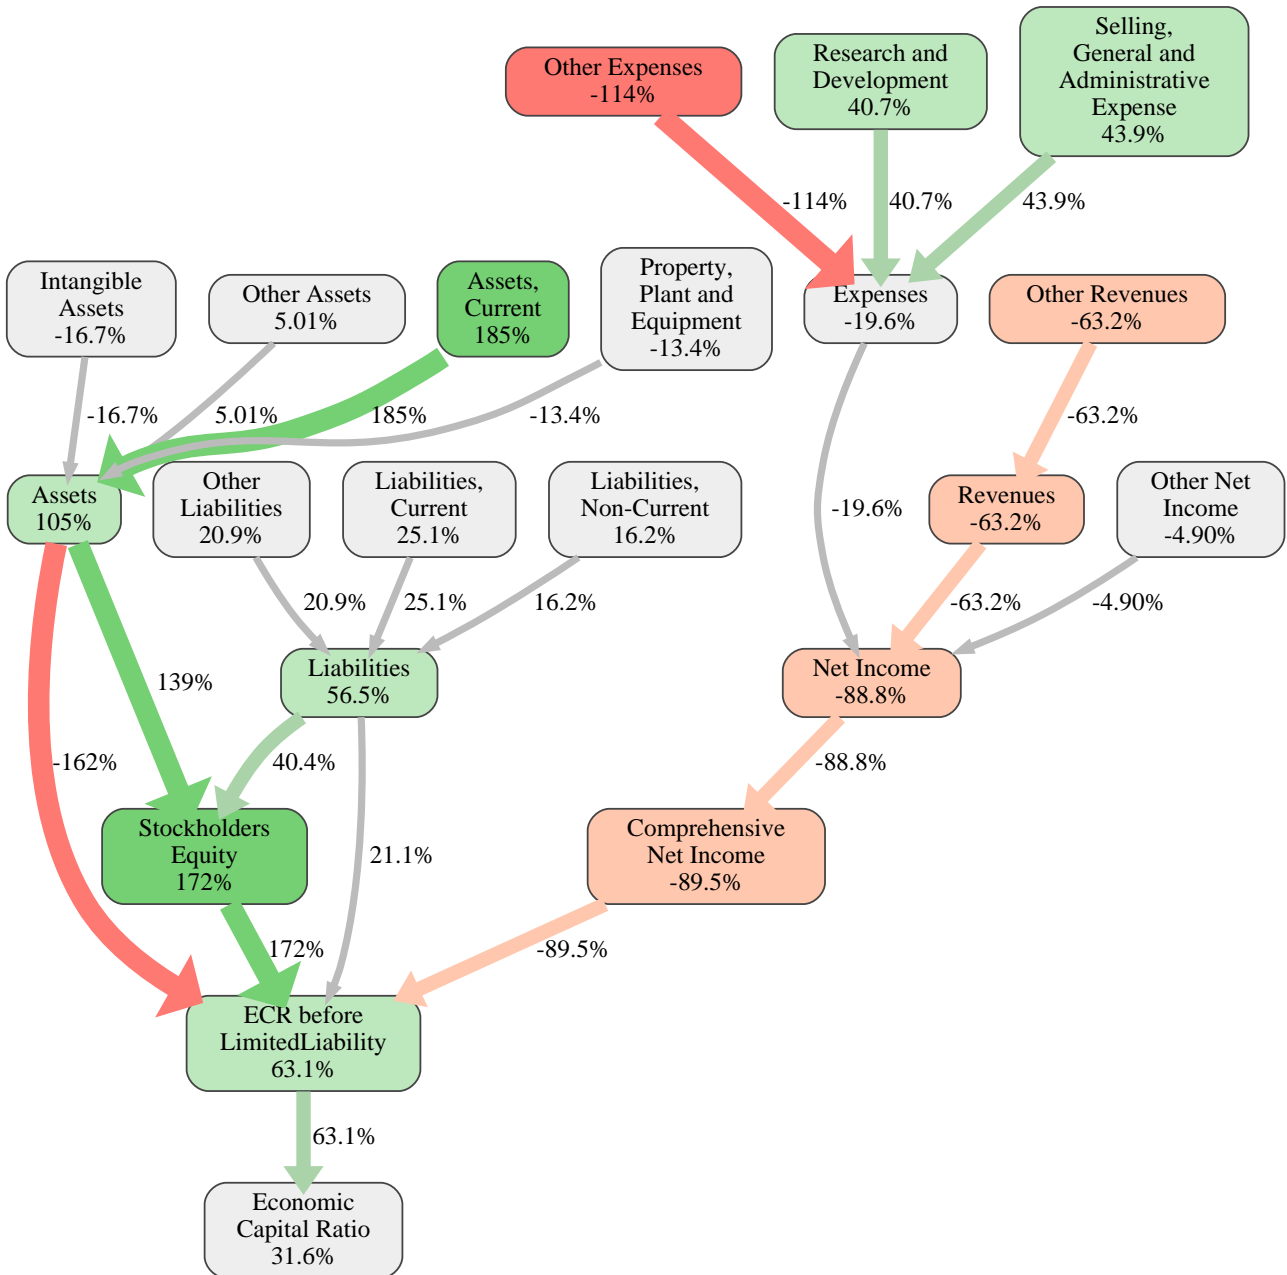 Other Expenses
-114%
Research and
Development
40.7%
Selling,
General and
Administrative
Expense
43.9%
-114%
40.7%
43.9%
Intangible
Assets
-16.7%
Other Assets
5.01%
Assets,
Current
185%
Property,
Plant and
Equipment
-13.4%
Expenses
-19.6%
Other Revenues
-63.2%
-16.7%
5.01%
185%
-13.4%
-63.2%
Assets
105%
Other
Liabilities
20.9%
Liabilities,
Current
25.1%
Liabilities,
Non-Current
16.2%
-19.6%
Revenues
-63.2%
Other Net
Income
-4.90%
20.9%
25.1%
16.2%
-63.2%
-4.90%
Liabilities
56.5%
Net Income
-88.8%
139%
-162%
40.4%
-88.8%
Stockholders
Equity
172%
21.1%
Comprehensive
Net Income
-89.5%
172%
-89.5%
ECR before
LimitedLiability
63.1%
63.1%
Economic
Capital Ratio
31.6%